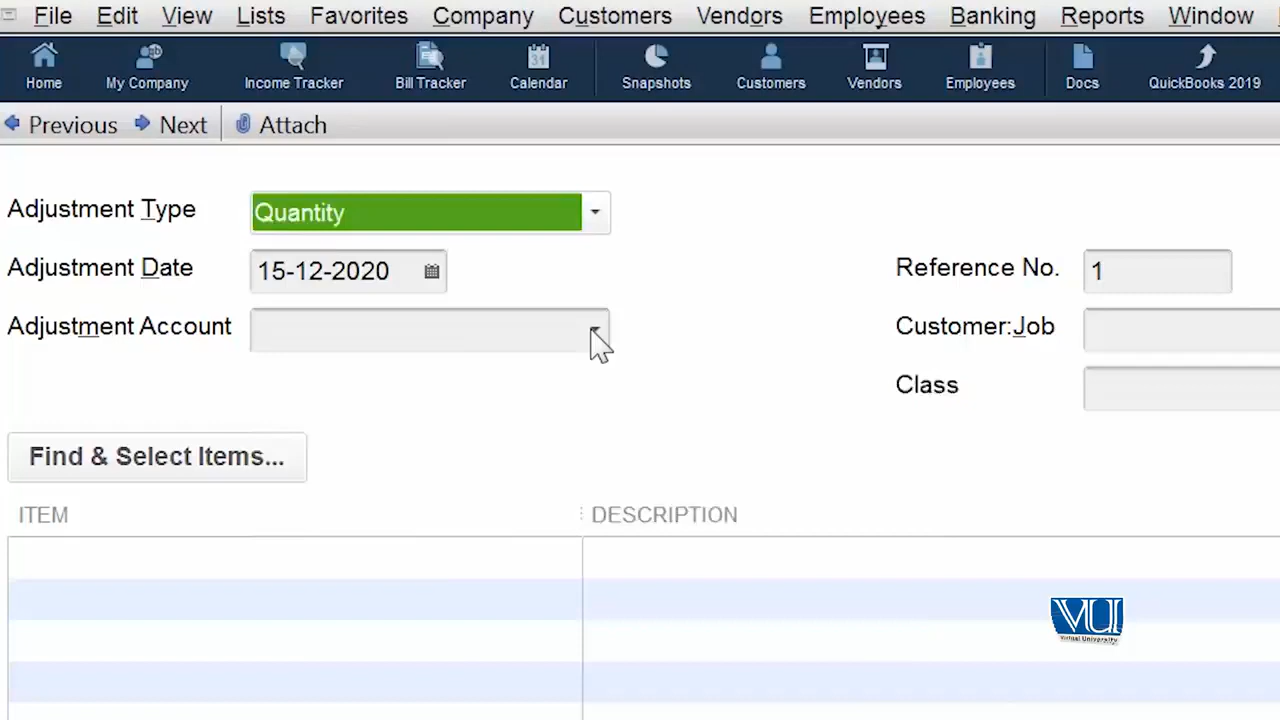 File Edit View Lists Favorites Company Customers Vendors Employees Banking Reports Window
Home My Company Income Tracker Bill Tracker Calendar Snapshots Customers Vendors Employees Docs QuickBooks 2019
Previous Next Attach
Adjustment Type Quantity
Adjustment Date 15-12-2020 Reference No. 1
Adjustment Account Customer:Job
Class
Find & Select Items...
ITEM DESCRIPTION
VU
Virtual University